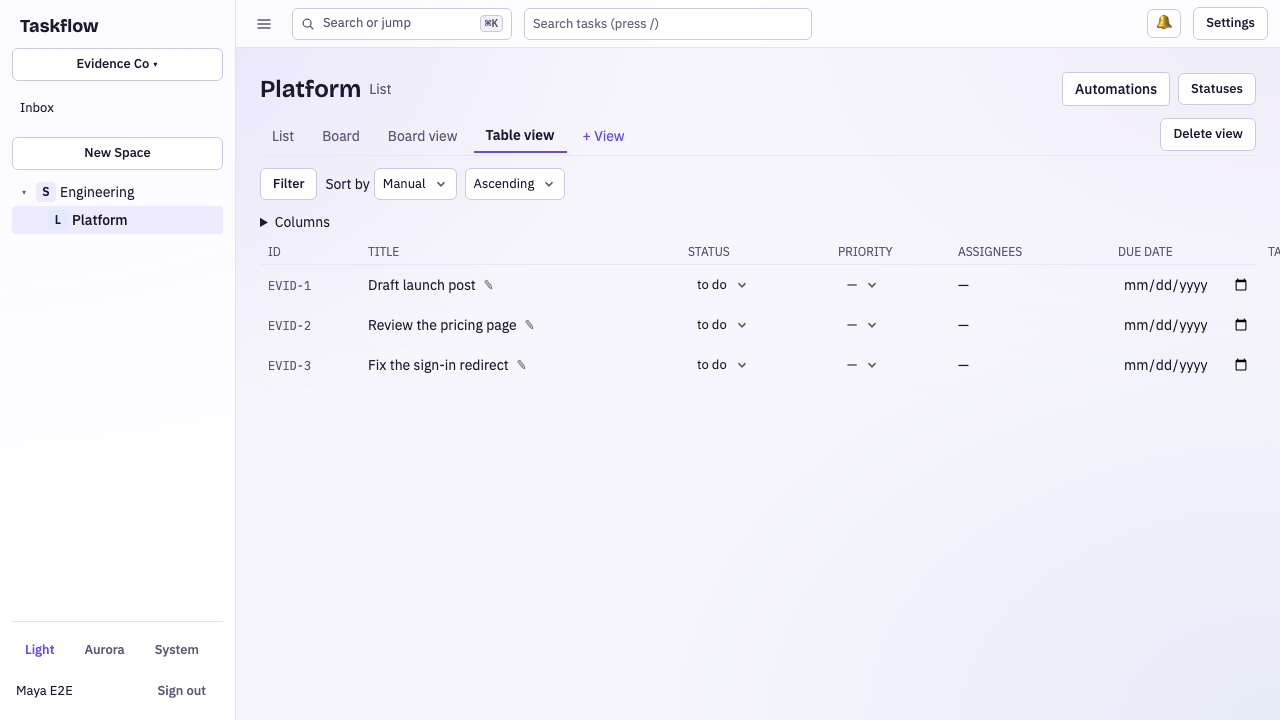 Taskflow
Evidence Co ▾
Inbox
New Space
▾ S Engineering
L Platform
Light Aurora System
Maya E2E Sign out
Search or jump ⌘K
Search tasks (press /)
Settings
Platform List
Automations Statuses
List Board Board view Table view + View
Delete view
Filter Sort by Manual Ascending
Columns
ID TITLE STATUS PRIORITY ASSIGNEES DUE DATE TA
EVID-1 Draft launch post ✎ to do — — mm/dd/yyyy
EVID-2 Review the pricing page ✎ to do — — mm/dd/yyyy
EVID-3 Fix the sign-in redirect ✎ to do — — mm/dd/yyyy